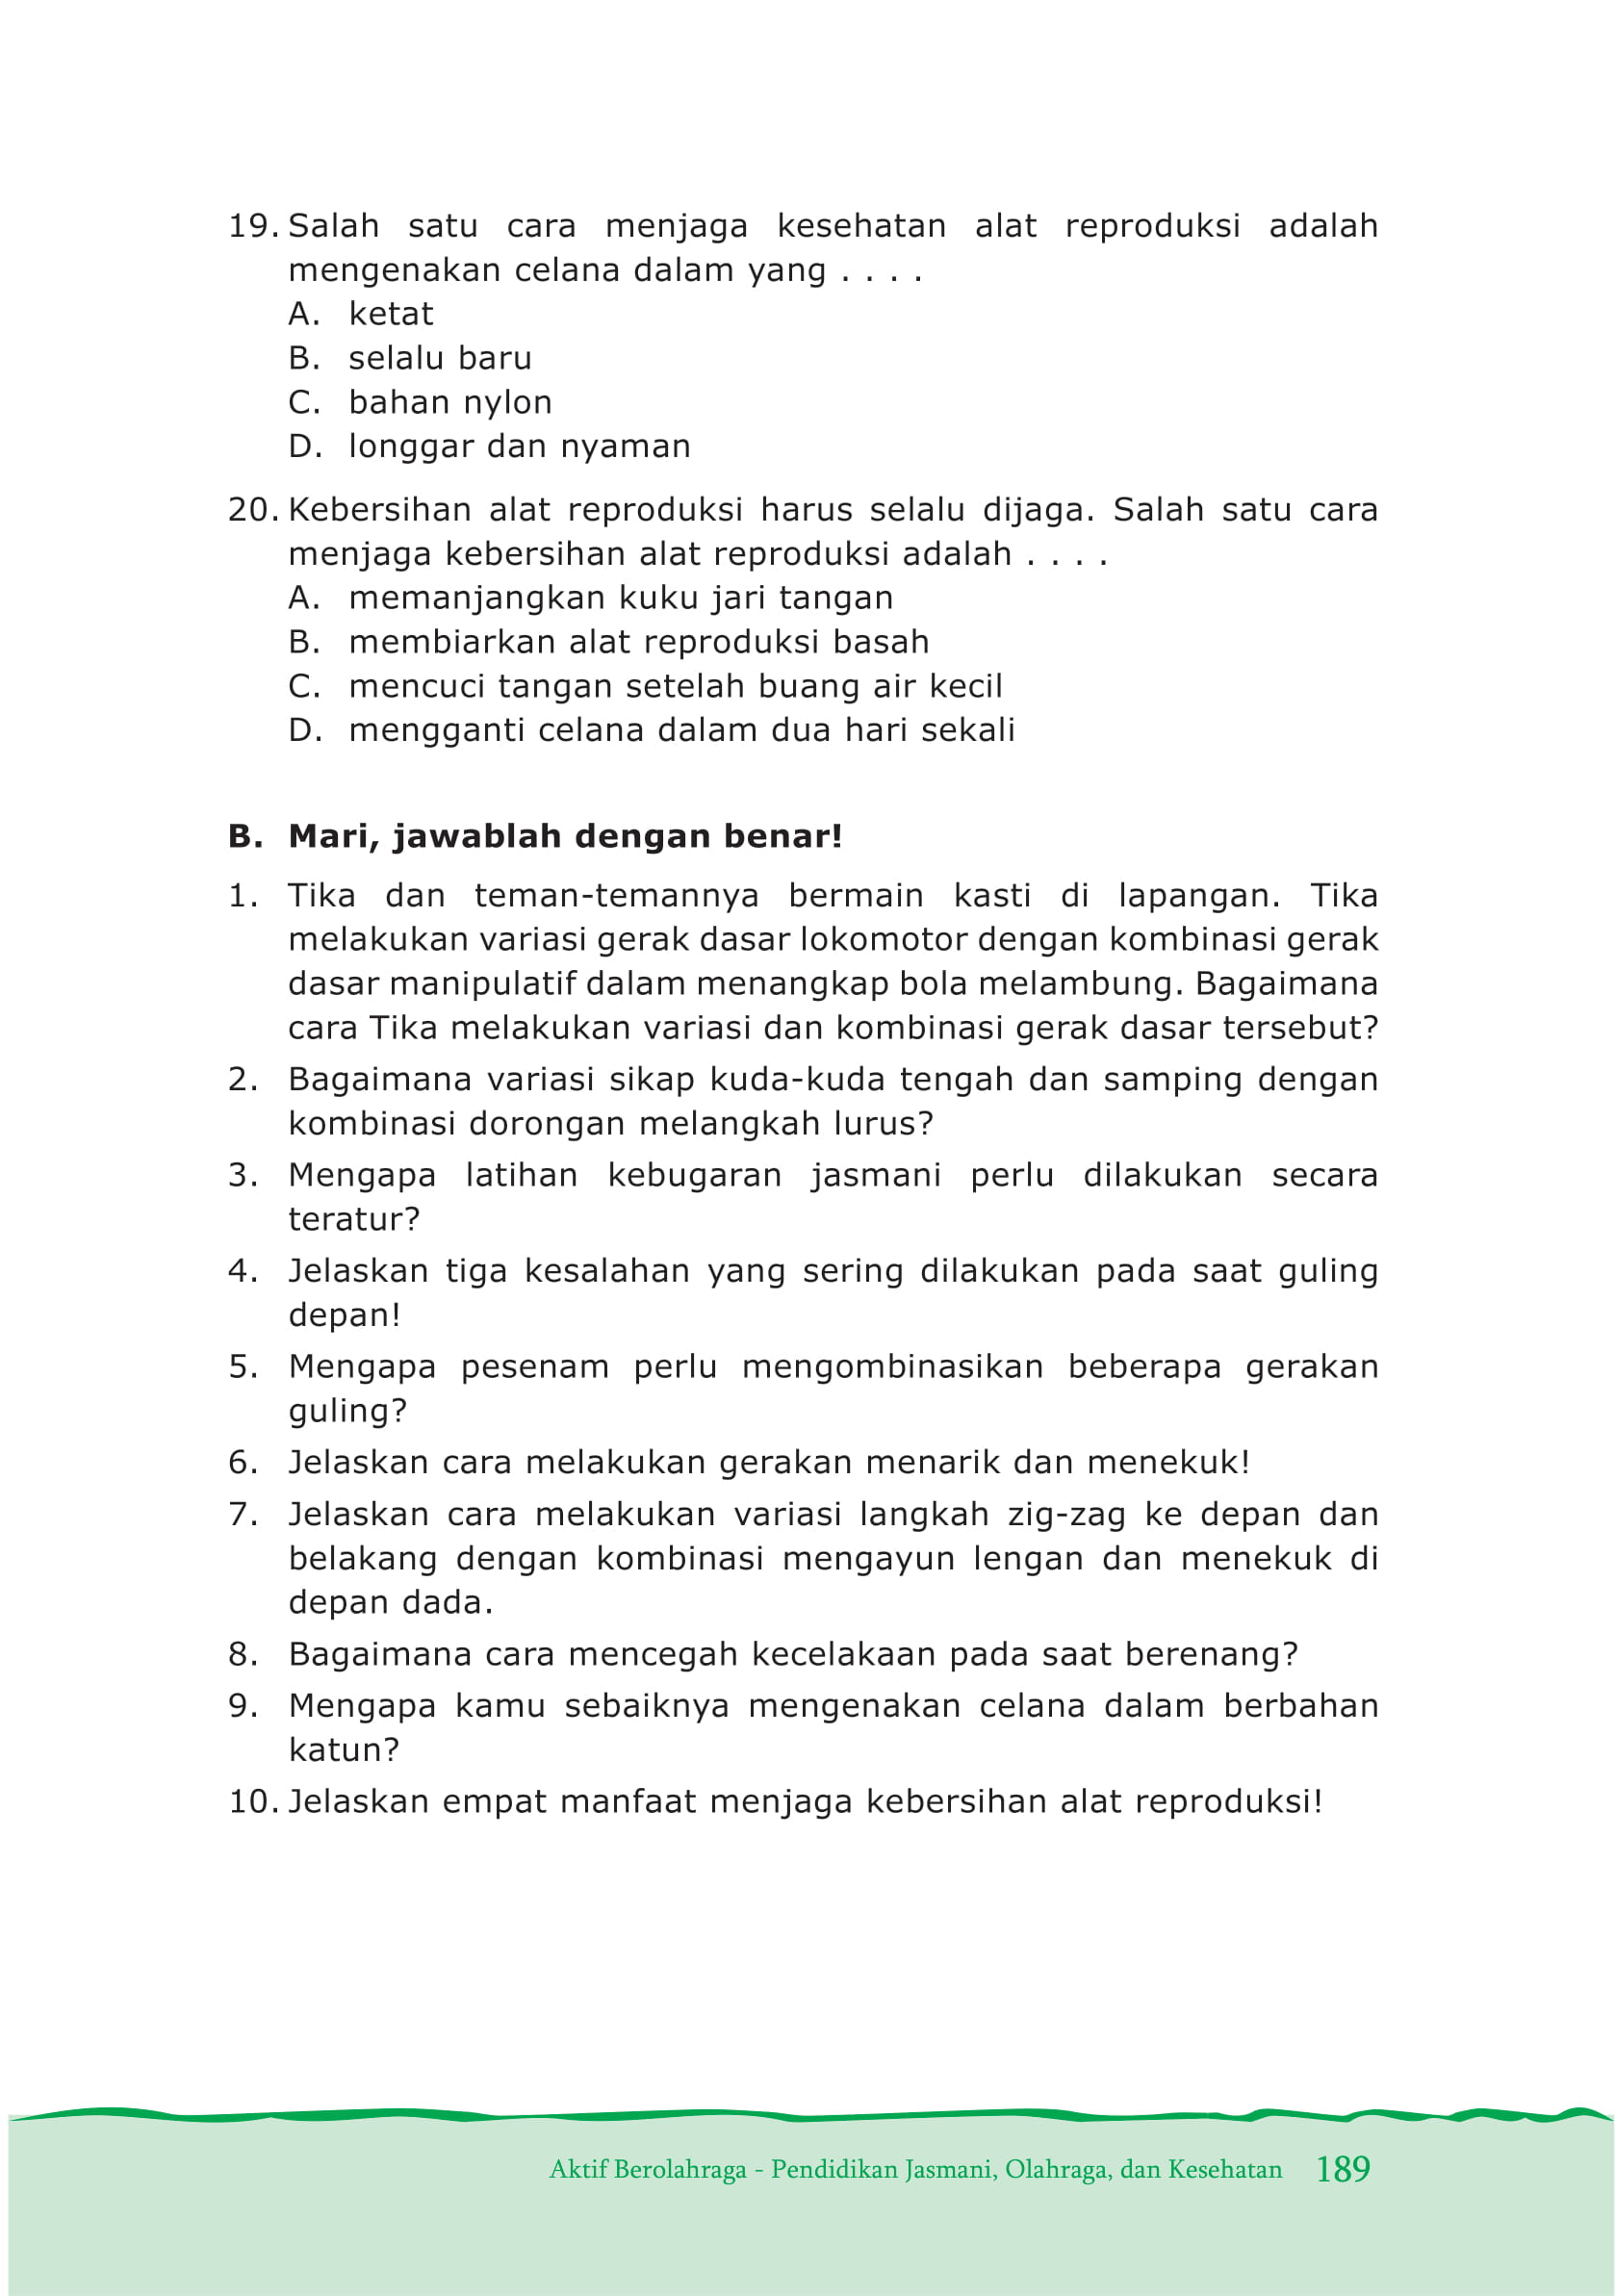 19. Salah satu cara menjaga kesehatan alat reproduksi adalah
mengenakan celana dalam yang . . . .
A. ketat
B. selalu baru
C. bahan nylon
D. longgar dan nyaman
20. Kebersihan alat reproduksi harus selalu dijaga. Salah satu cara
menjaga kebersihan alat reproduksi adalah . . . .
A. memanjangkan kuku jari tangan
B. membiarkan alat reproduksi basah
C. mencuci tangan setelah buang air kecil
D. mengganti celana dalam dua hari sekali
B. Mari, jawablah dengan benar!
1. Tika dan teman-temannya bermain kasti di lapangan. Tika
melakukan variasi gerak dasar lokomotor dengan kombinasi gerak
dasar manipulatif dalam menangkap bola melambung. Bagaimana
cara Tika melakukan variasi dan kombinasi gerak dasar tersebut?
2. Bagaimana variasi sikap kuda-kuda tengah dan samping dengan
kombinasi dorongan melangkah lurus?
3. Mengapa latihan kebugaran jasmani perlu dilakukan secara
teratur?
4. Jelaskan tiga kesalahan yang sering dilakukan pada saat guling
depan!
5. Mengapa pesenam perlu mengombinasikan beberapa gerakan
guling?
6. Jelaskan cara melakukan gerakan menarik dan menekuk!
7. Jelaskan cara melakukan variasi langkah zig-zag ke depan dan
belakang dengan kombinasi mengayun lengan dan menekuk di
depan dada.
8. Bagaimana cara mencegah kecelakaan pada saat berenang?
9. Mengapa kamu sebaiknya mengenakan celana dalam berbahan
katun?
10. Jelaskan empat manfaat menjaga kebersihan alat reproduksi!
Aktif Berolahraga - Pendidikan Jasmani, Olahraga, dan Kesehatan 189